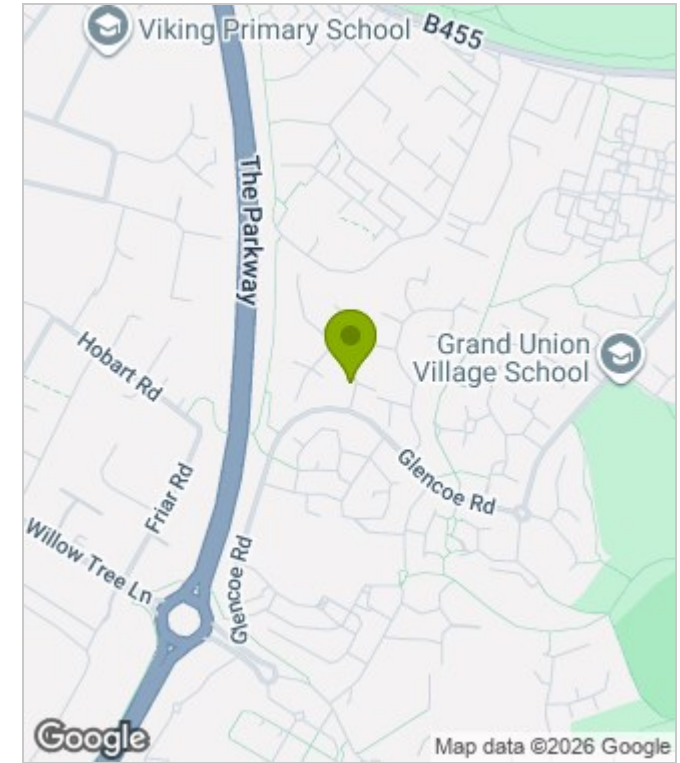 Viking Primary School
B455
The Parkway
Hobart Rd
Grand Union
Village School
Glencoe Rd
Friar Rd
Willow Tree Ln
Glencoe Rd
Google
Map data ©2026 Google